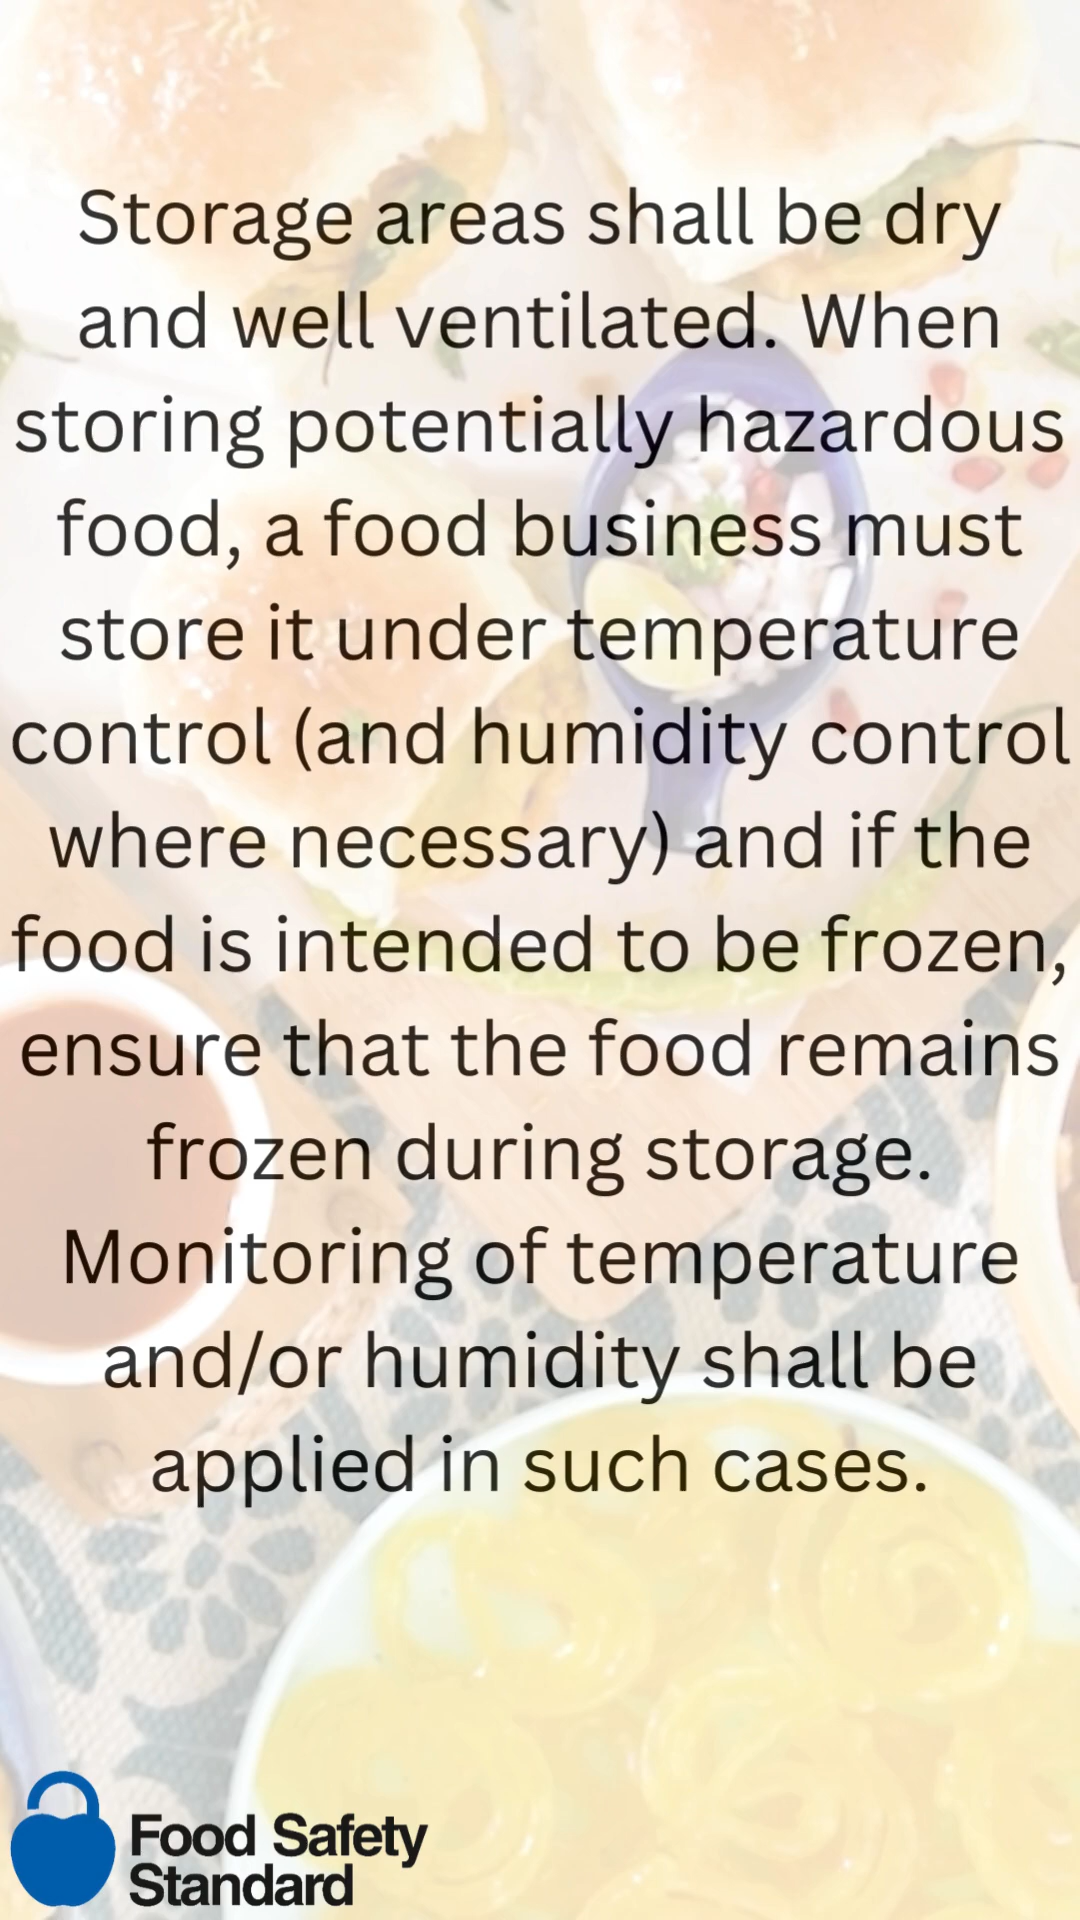 Storage areas shall be dry
and well ventilated. When
storing potentially hazardous
food, a food business must
store it under temperature
control (and humidity control
where necessary) and if the
food is intended to be frozen,
ensure that the food remains
frozen during storage.
Monitoring of temperature
and/or humidity shall be
applied in such cases.
Food Safety
Standard